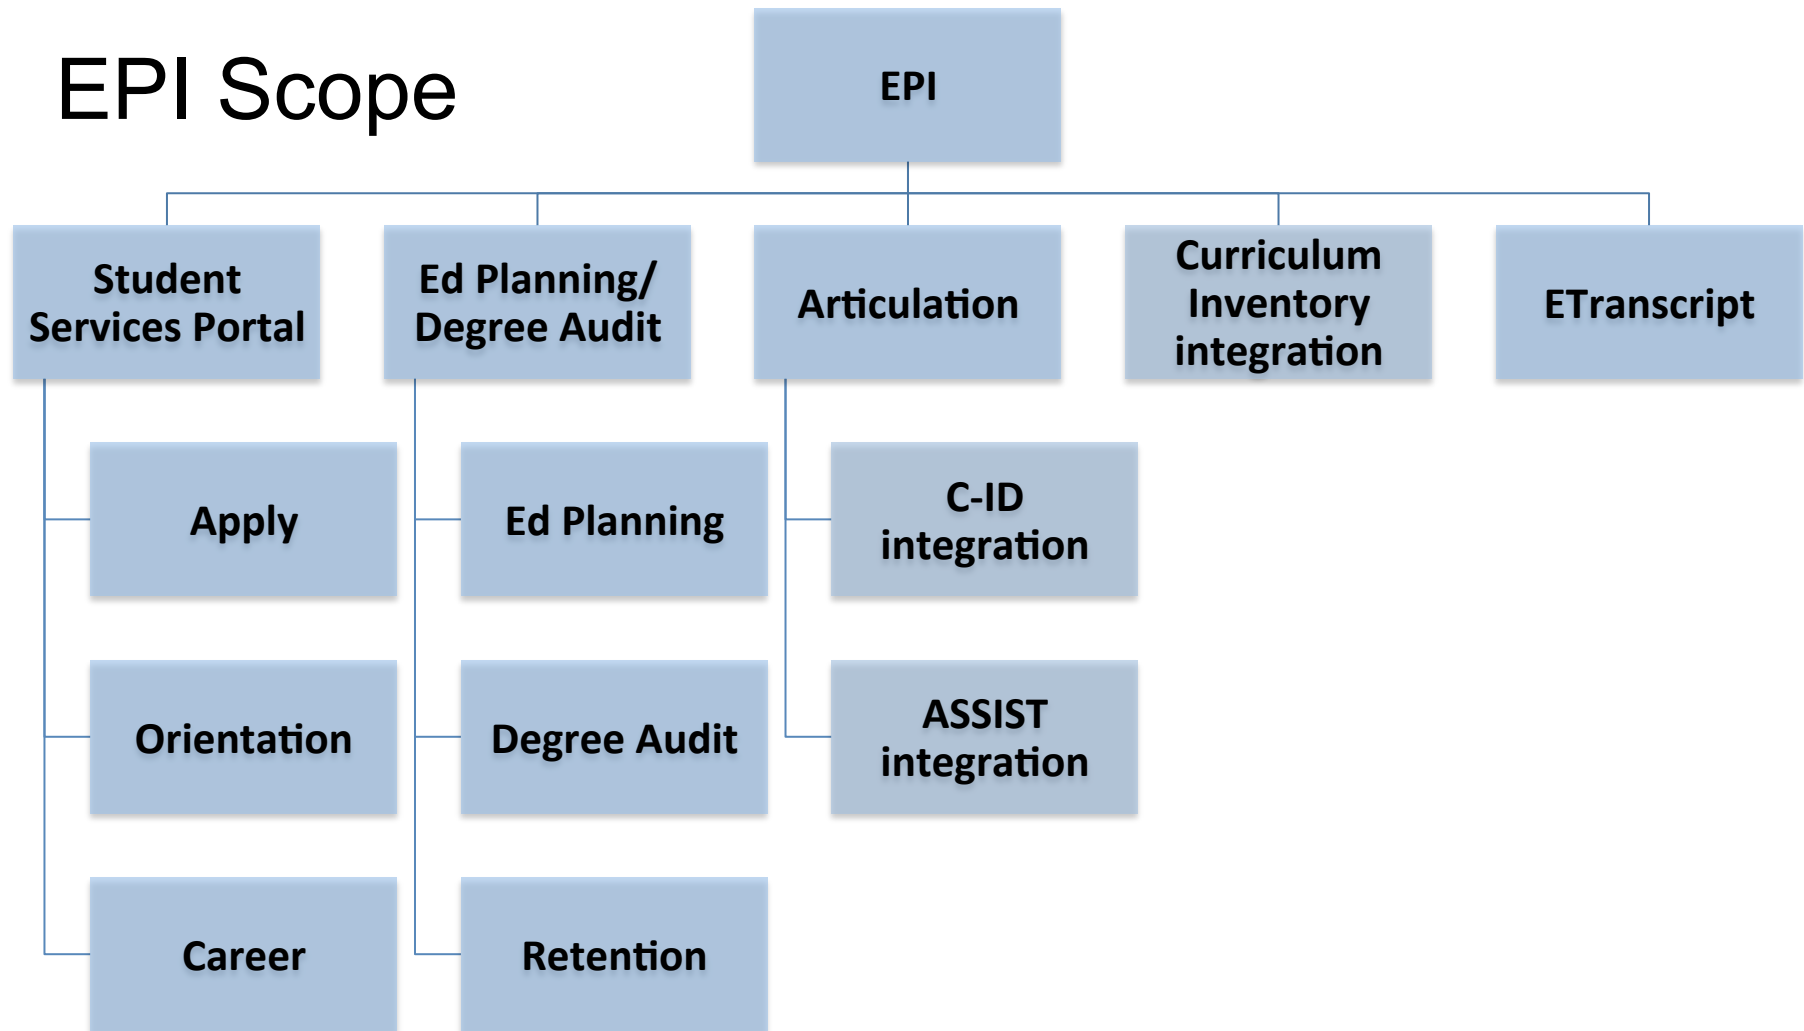 EPI Scope
EPI
Student
Services Portal
Ed Planning/
Degree Audit
Articulation
Curriculum
Inventory
integration
ETranscript
Apply
Ed Planning
C-ID
integration
Orientation
Degree Audit
ASSIST
integration
Career
Retention